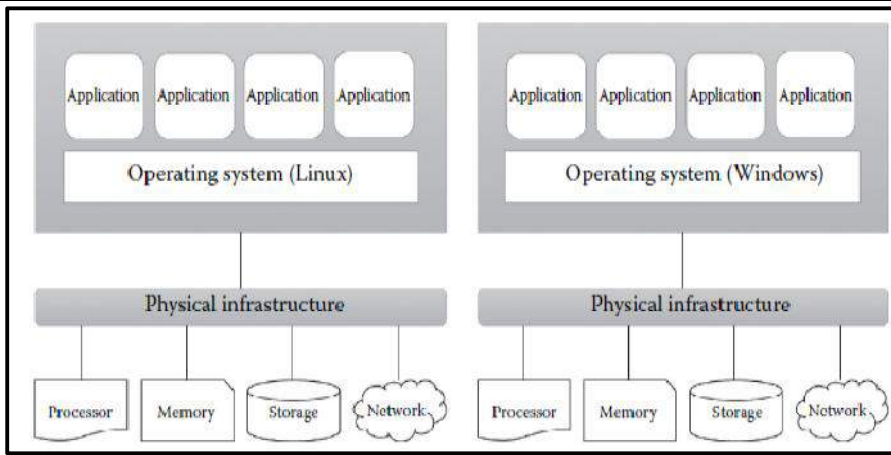 Application Application Application Application
Operating system (Linux)
Physical infrastructure
Processor Memory Storage Network
Application Application Application Application
Operating system (Windows)
Physical infrastructure
Processor Memory Storage Network